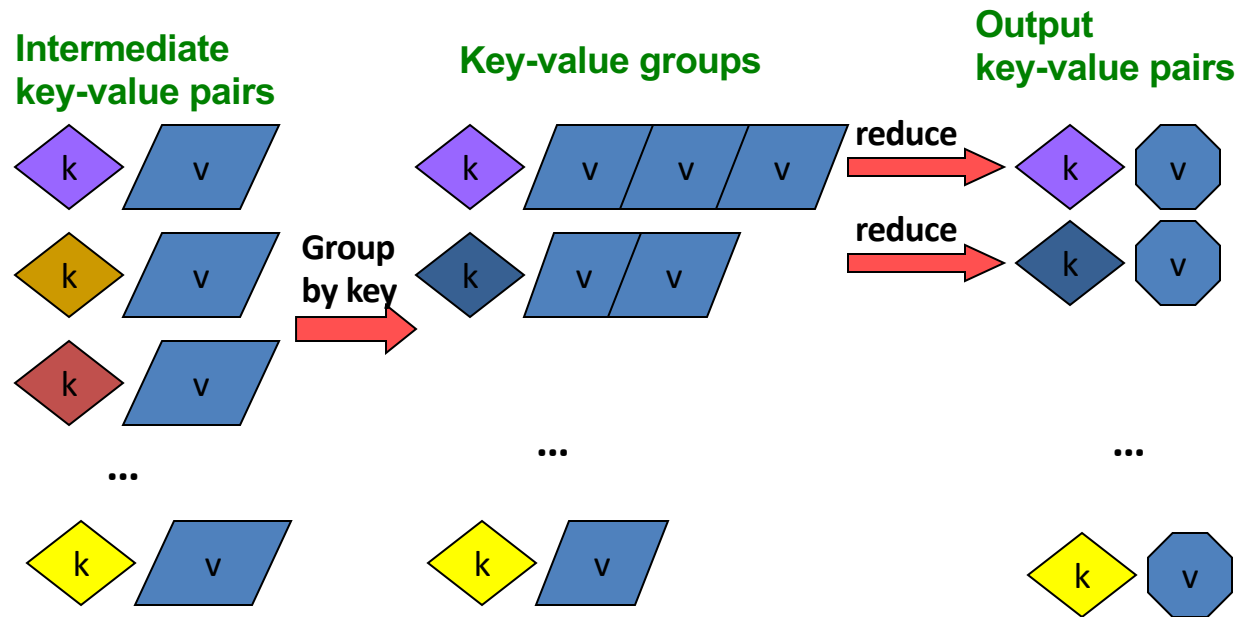 Intermediate
key-value pairs
Key-value groups
Output
key-value pairs
k v
k v v v
reduce
k v
k v
Group
by key
k v v
reduce
k v
k v
...
...
...
k v
k v
k v